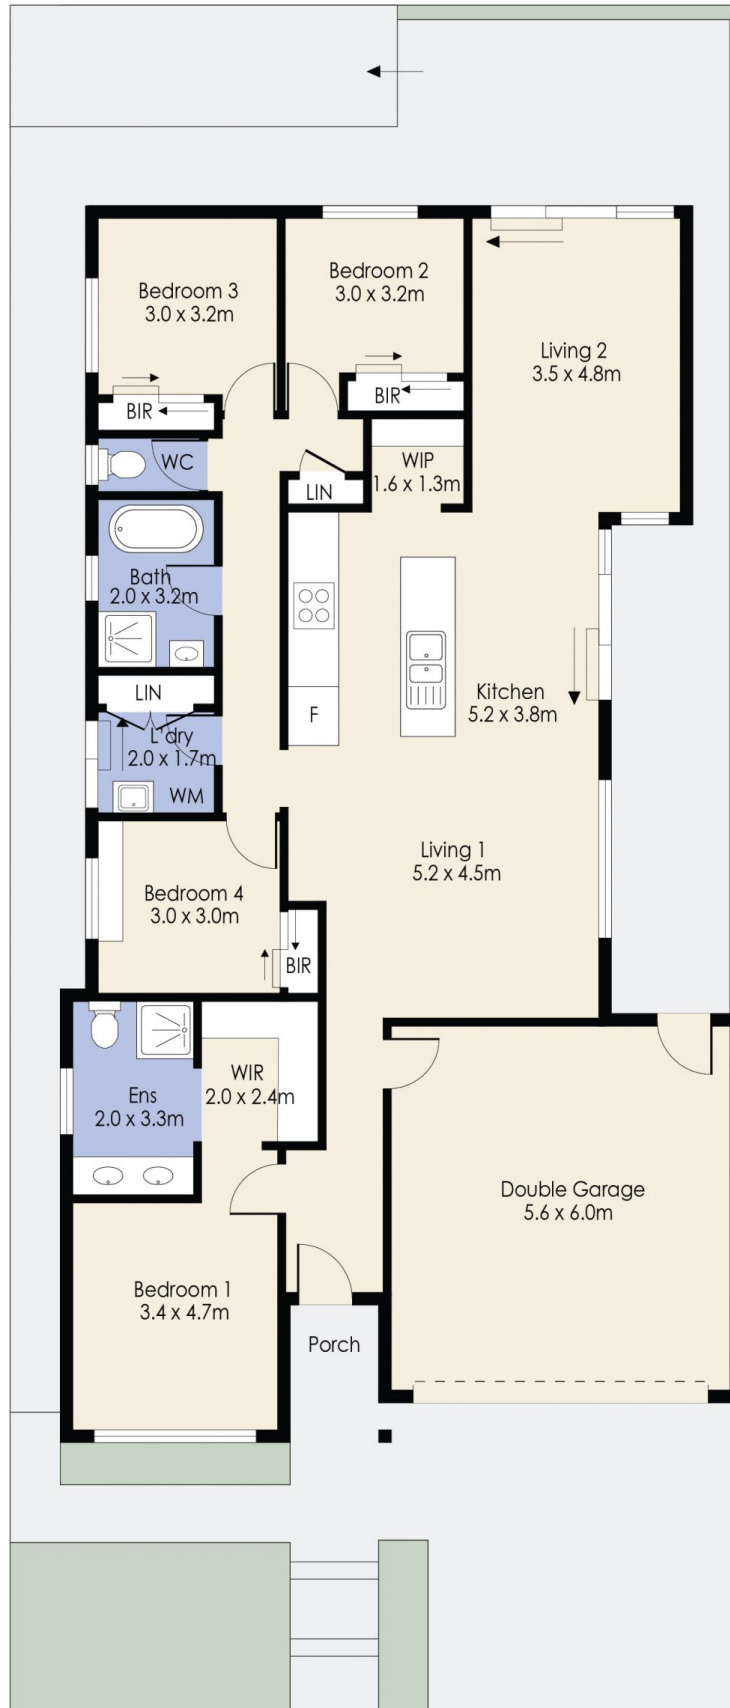 Bedroom 3
3.0 x 3.2m
Bedroom 2
3.0 x 3.2m
Living 2
3.5 x 4.8m
BIR
BIR
WC
WIP
1.6 x 1.3m
LIN
Bath
2.0 x 3.2m
LIN
F
Kitchen
5.2 x 3.8m
L'dry
2.0 x 1.7m
WM
Living 1
5.2 x 4.5m
Bedroom 4
3.0 x 3.0m
BIR
WIR
2.0 x 2.4m
Ens
2.0 x 3.3m
Double Garage
5.6 x 6.0m
Bedroom 1
3.4 x 4.7m
Porch